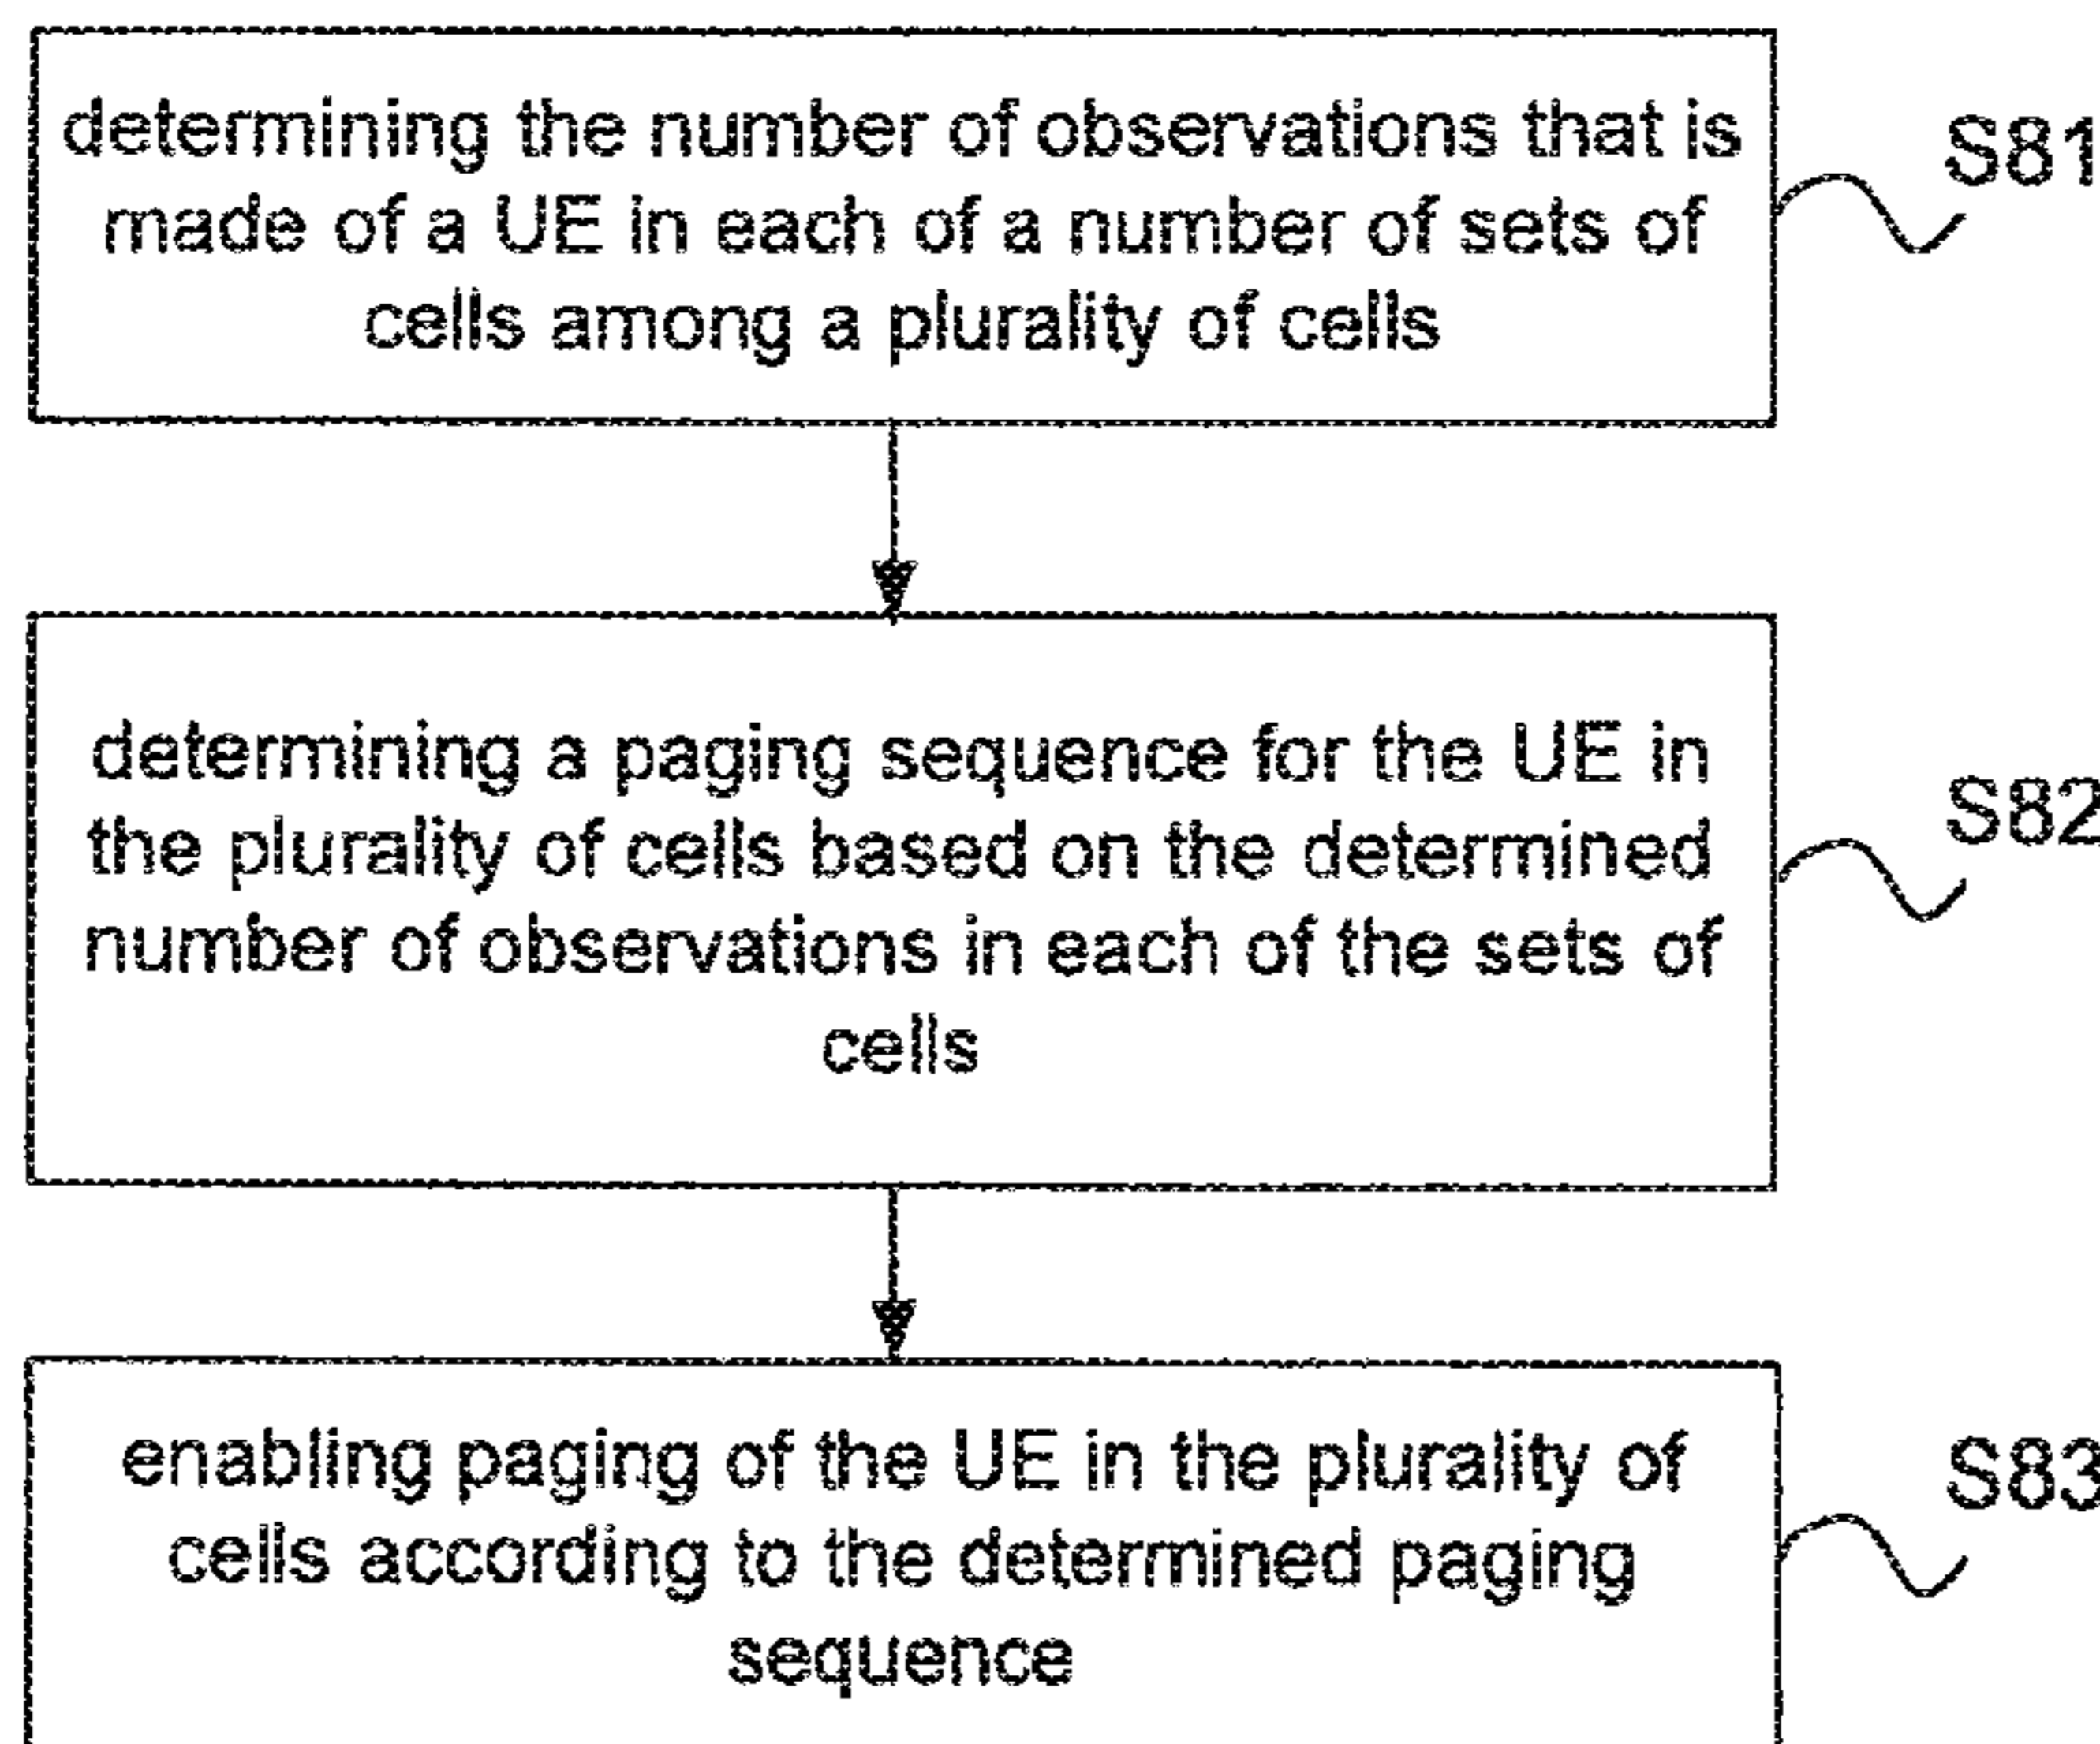 determining the number of observations that is
made of a UE in each of a number of sets of
cells among a plurality of cells
S81
determining a paging sequence for the UE in
the plurality of cells based on the determined
number of observations in each of the sets of
cells
S82
enabling paging of the UE in the plurality of
cells according to the determined paging
sequence
S83